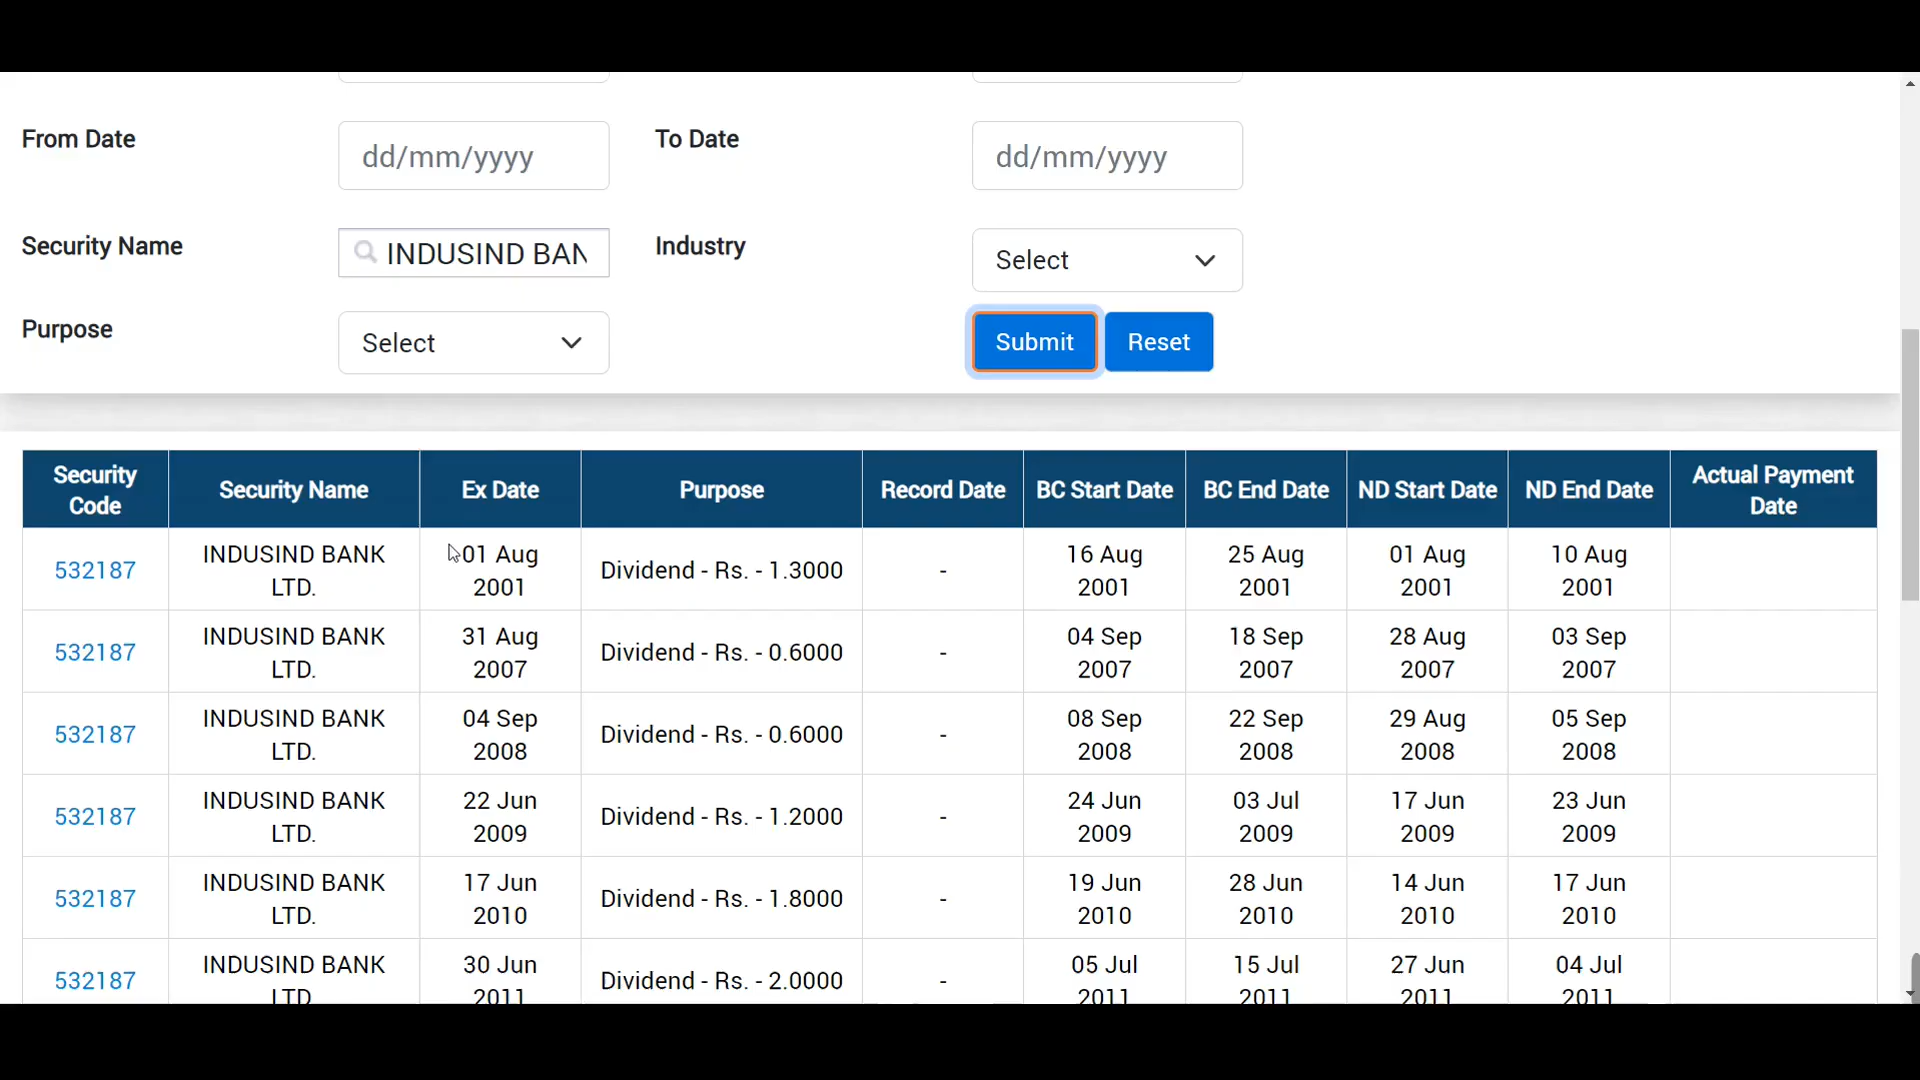 From Date
dd/mm/yyyy
To Date
dd/mm/yyyy
Security Name
INDUSIND BAN
Industry
Select
Purpose
Select
Submit
Reset
Security
Code
Security Name
Ex Date
Purpose
Record Date
BC Start Date
BC End Date
ND Start Date
ND End Date
Actual Payment
Date
532187
INDUSIND BANK
LTD.
01 Aug
2001
Dividend - Rs. - 1.3000
-
16 Aug
2001
25 Aug
2001
01 Aug
2001
10 Aug
2001
532187
INDUSIND BANK
LTD.
31 Aug
2007
Dividend - Rs. - 0.6000
-
04 Sep
2007
18 Sep
2007
28 Aug
2007
03 Sep
2007
532187
INDUSIND BANK
LTD.
04 Sep
2008
Dividend - Rs. - 0.6000
-
08 Sep
2008
22 Sep
2008
29 Aug
2008
05 Sep
2008
532187
INDUSIND BANK
LTD.
22 Jun
2009
Dividend - Rs. - 1.2000
-
24 Jun
2009
03 Jul
2009
17 Jun
2009
23 Jun
2009
532187
INDUSIND BANK
LTD.
17 Jun
2010
Dividend - Rs. - 1.8000
-
19 Jun
2010
28 Jun
2010
14 Jun
2010
17 Jun
2010
532187
INDUSIND BANK
LTD
30 Jun
2011
Dividend - Rs. - 2.0000
-
05 Jul
2011
15 Jul
2011
27 Jun
2011
04 Jul
2011